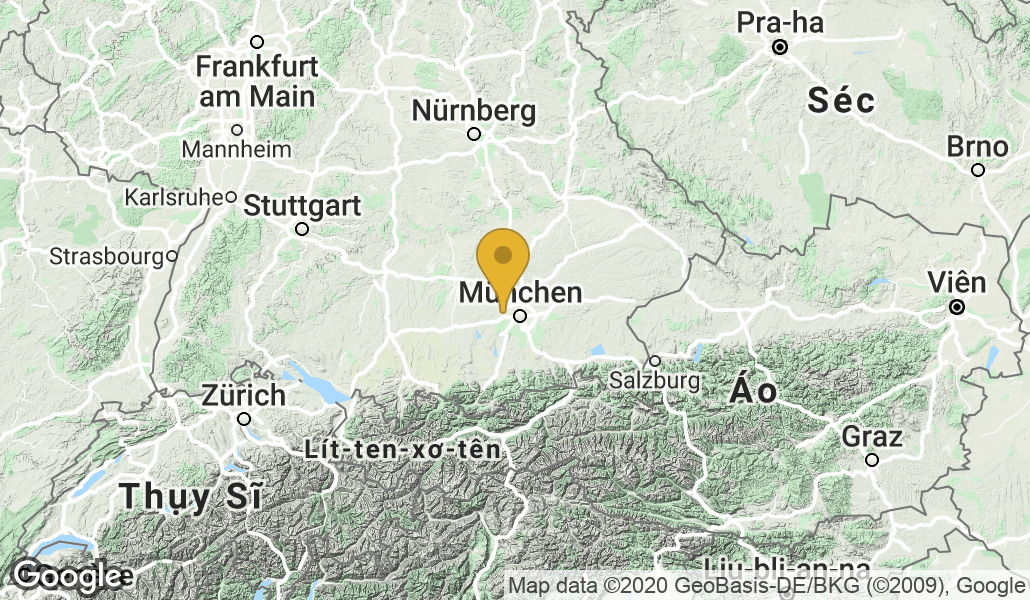 Pra-ha
Frankfurt
am Main
Séc
Nürnberg
Mannheim
Brno
Karlsruhe
Stuttgart
Strasbourg
Viên
München
Salzburg
Áo
Zürich
Graz
Lít-ten-xơ-tên
Thụy Sĩ
Liu-bli-an-na
Google
Map data ©2020 GeoBasis-DE/BKG (©2009), Google